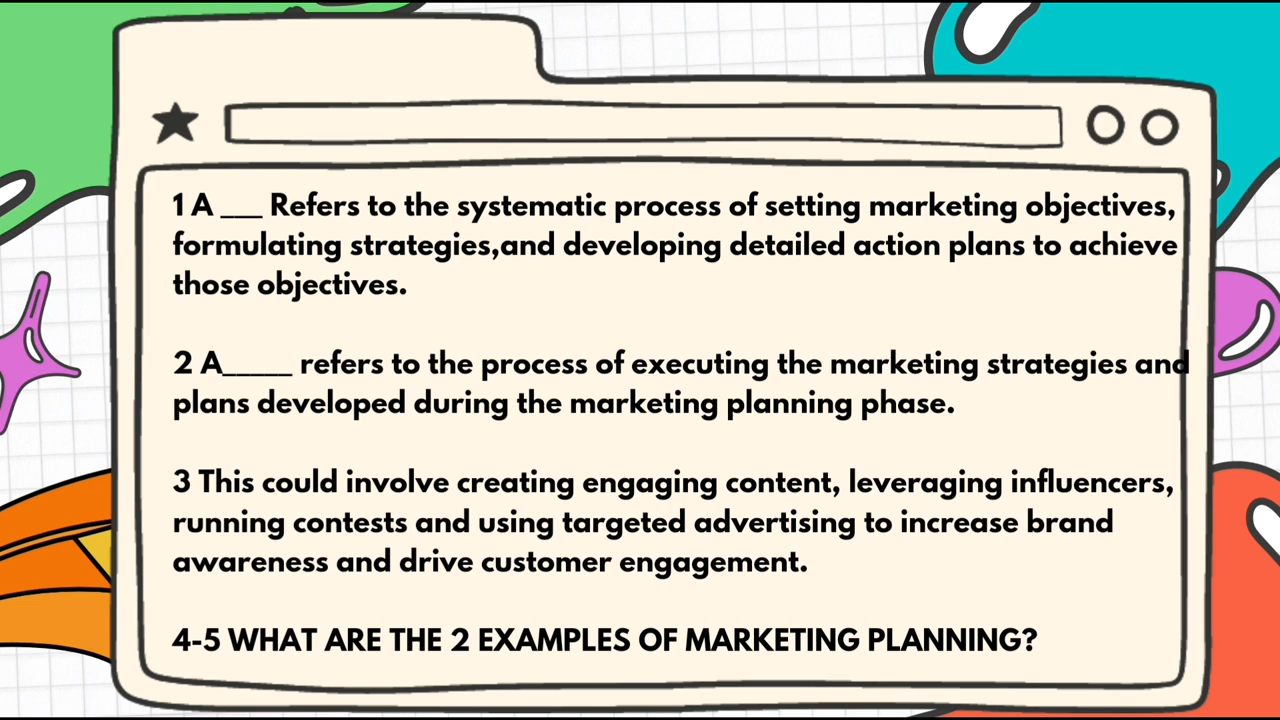 1 A ___ Refers to the systematic process of setting marketing objectives,
formulating strategies,and developing detailed action plans to achieve
those objectives.
2 A_____ refers to the process of executing the marketing strategies and
plans developed during the marketing planning phase.
3 This could involve creating engaging content, leveraging influencers,
running contests and using targeted advertising to increase brand
awareness and drive customer engagement.
4-5 WHAT ARE THE 2 EXAMPLES OF MARKETING PLANNING?